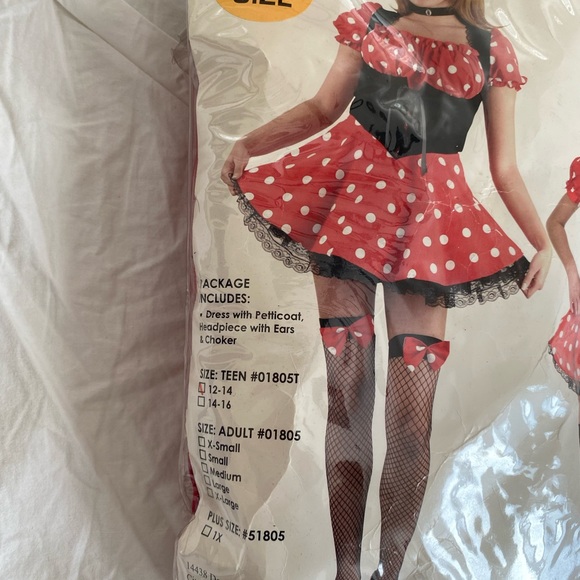 SIZE
PACKAGE
INCLUDES:
• Dress with Petticoat,
Headpiece with Ears
& Choker
SIZE: TEEN #01805T
12-14
14-16
SIZE: ADULT #01805
X-Small
Small
Medium
Large
X-Large
PLUS SIZE: #51805
1X
14438